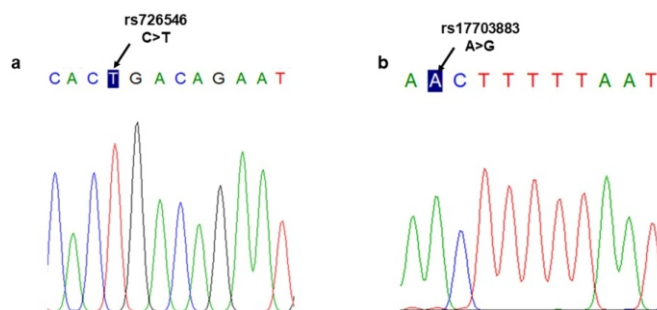 rs726546
C>T
a
CACTGACAGAAT
rs17703883
A>G
b
AACTTTTTAAT